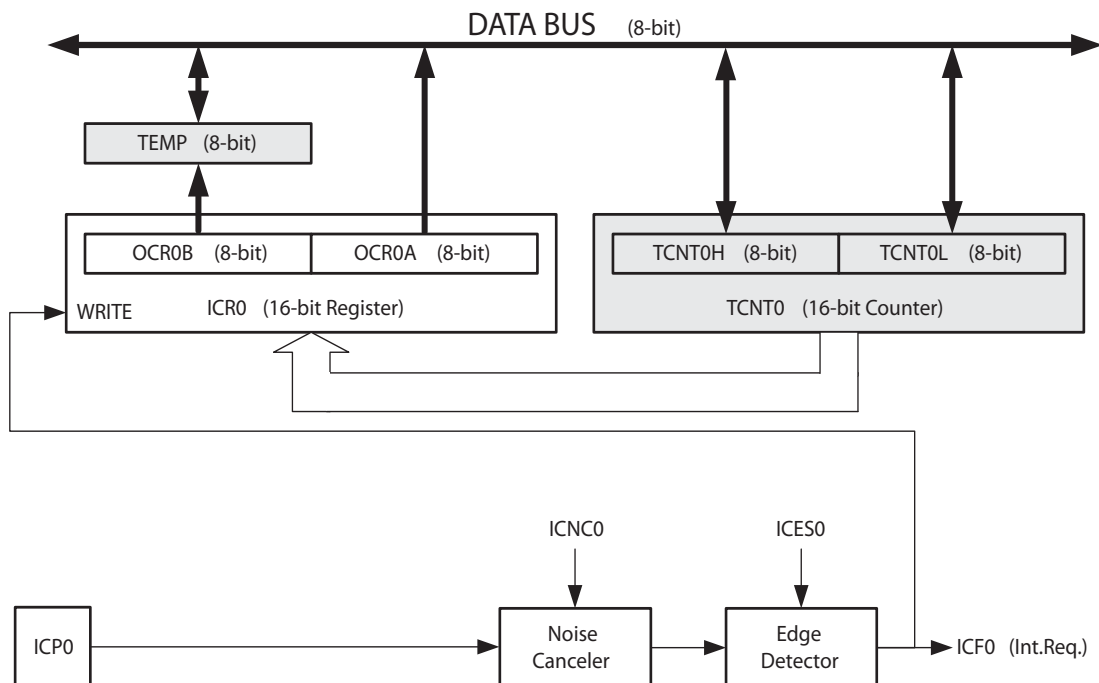 DATA BUS (8-bit)
TEMP (8-bit)
OCR0B (8-bit)
OCR0A (8-bit)
TCNT0H (8-bit)
TCNT0L (8-bit)
WRITE
ICR0 (16-bit Register)
TCNT0 (16-bit Counter)
ICNC0
ICES0
ICP0
Noise
Canceler
Edge
Detector
ICF0 (Int.Req.)